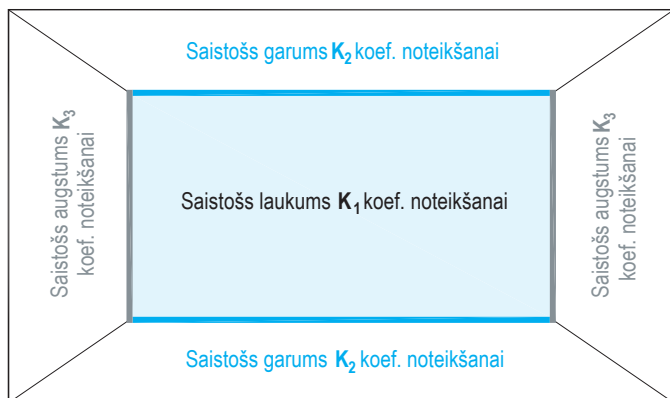 Saistošs garums K₂ koef. noteikšanai
Saistošs augstums K₃
koef. noteikšanai
Saistošs laukums K₁ koef. noteikšanai
Saistošs augstums K₃
koef. noteikšanai
Saistošs garums K₂ koef. noteikšanai